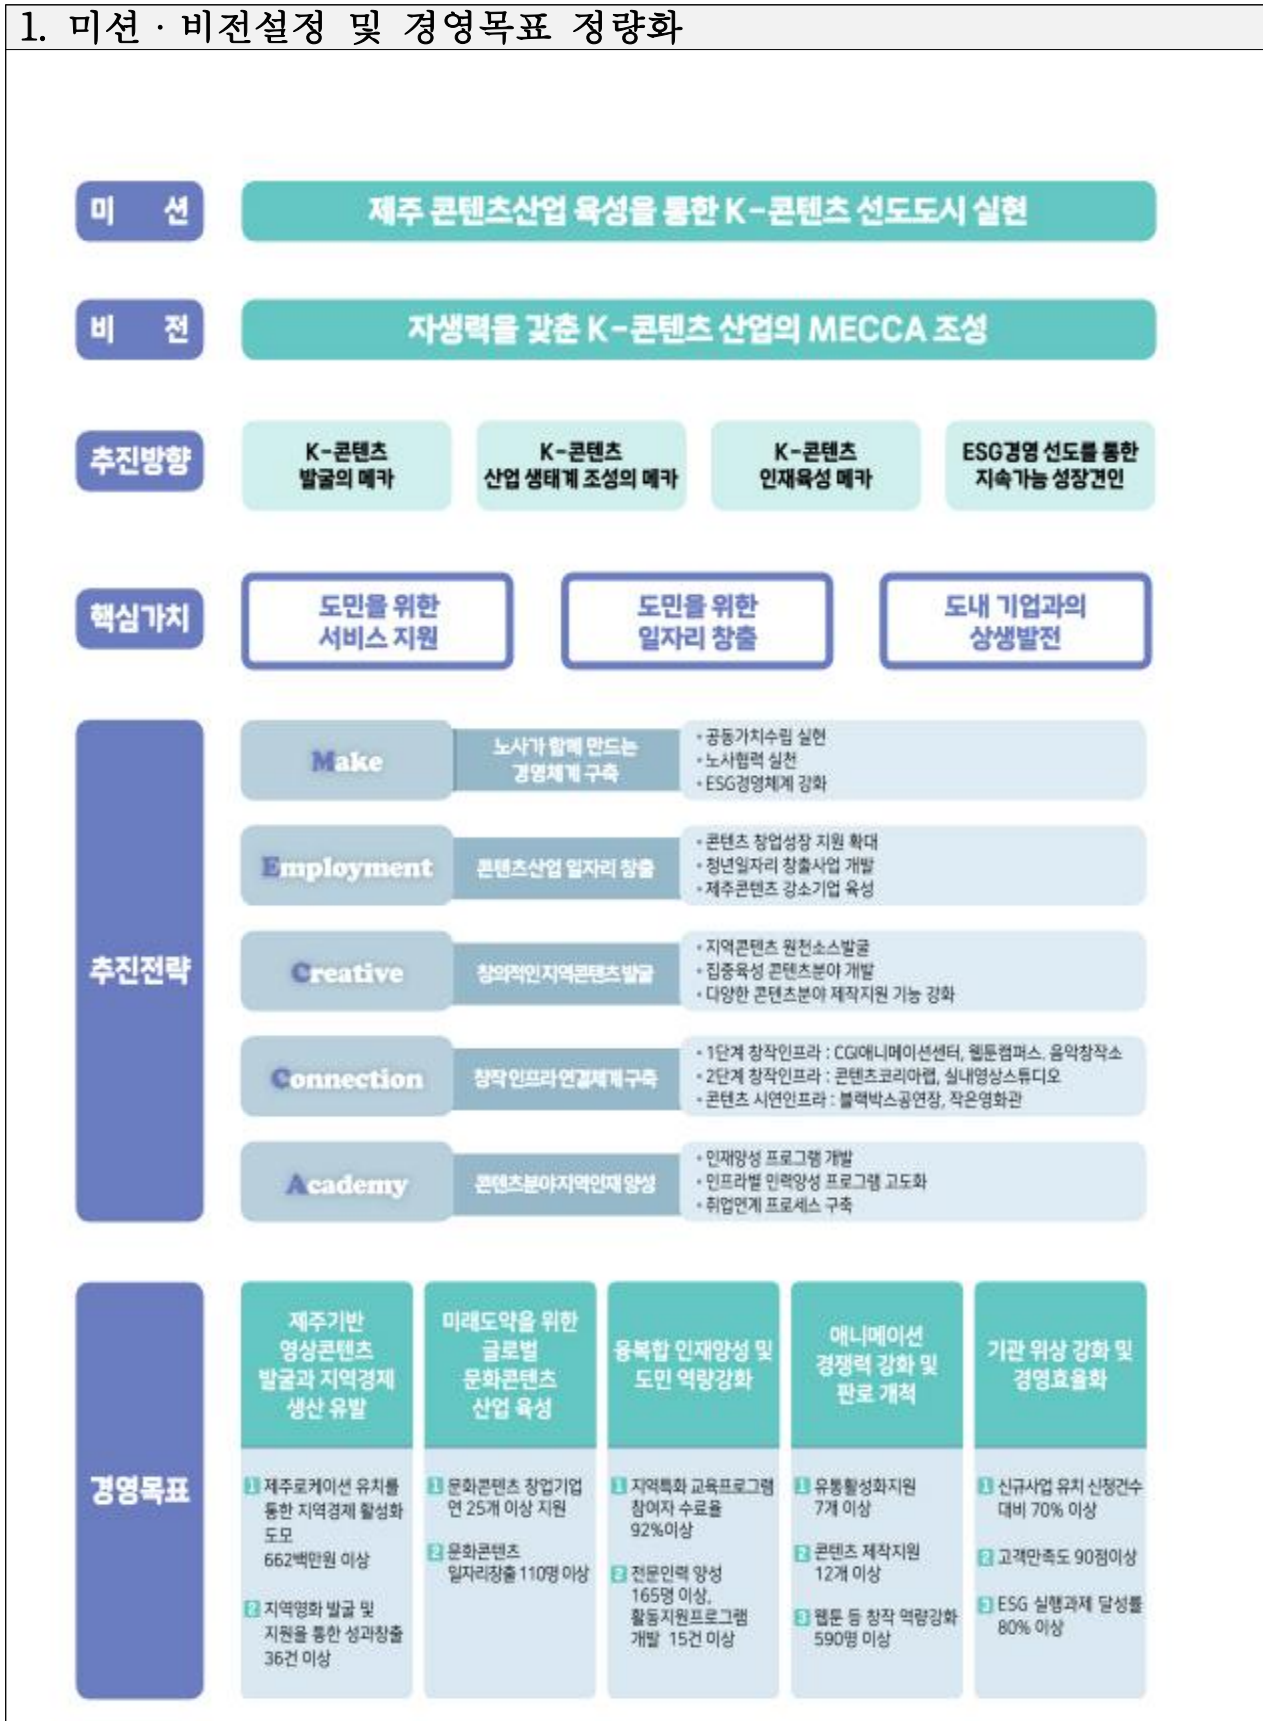 1. 미션 · 비전설정 및 경영목표 정량화
미 션
제주 콘텐츠산업 육성을 통한 K-콘텐츠 선도도시 실현
비 전
자생력을 갖춘 K-콘텐츠 산업의 MECCA 조성
추진방향
K-콘텐츠
발굴의 메카
K-콘텐츠
산업 생태계 조성의 메카
K-콘텐츠
인재육성 메카
ESG경영 선도를 통한
지속가능 성장견인
핵심가치
도민을 위한
서비스 지원
도민을 위한
일자리 창출
도내 기업과의
상생발전
추진전략
Make
노사가 함께 만드는
경영체계 구축
• 공동가치수립 실현
• 노사협력 실천
• ESG경영체계 강화
Employment
콘텐츠산업 일자리 창출
• 콘텐츠 창업성장 지원 확대
• 청년일자리 창출사업 개발
• 제주콘텐츠 강소기업 육성
Creative
창의적인 지역콘텐츠 발굴
• 지역콘텐츠 원천소스발굴
• 집중육성 콘텐츠분야 개발
• 다양한 콘텐츠분야 제작지원 기능 강화
Connection
창작 인프라 연결체계 구축
• 1단계 창작인프라 : CGI애니메이션센터, 웹툰캠퍼스, 음악창작소
• 2단계 창작인프라 : 콘텐츠코리아랩, 실내영상스튜디오
• 콘텐츠 시연인프라 : 블랙박스공연장, 작은영화관
Academy
콘텐츠분야 지역인재 양성
• 인재양성 프로그램 개발
• 인프라별 인력양성 프로그램 고도화
• 취업연계 프로세스 구축
경영목표
제주기반
영상콘텐츠
발굴과 지역경제
생산 유발
1 제주로케이션 유치를
통한 지역경제 활성화
도모
662백만원 이상
2 지역영화 발굴 및
지원을 통한 성과창출
36건 이상
미래도약을 위한
글로벌
문화콘텐츠
산업 육성
1 문화콘텐츠 창업기업
연 25개 이상 지원
2 문화콘텐츠
일자리창출 110명 이상
융복합 인재양성 및
도민 역량강화
1 지역특화 교육프로그램
참여자 수료율
92%이상
2 전문인력 양성
165명 이상,
활동지원프로그램
개발 15건 이상
애니메이션
경쟁력 강화 및
판로 개척
1 유통활성화지원
7개 이상
2 콘텐츠 제작지원
12개 이상
3 웹툰 등 창작 역량강화
590명 이상
기관 위상 강화 및
경영효율화
1 신규사업 유치 신청건수
대비 70% 이상
2 고객만족도 90점이상
3 ESG 실행과제 달성률
80% 이상